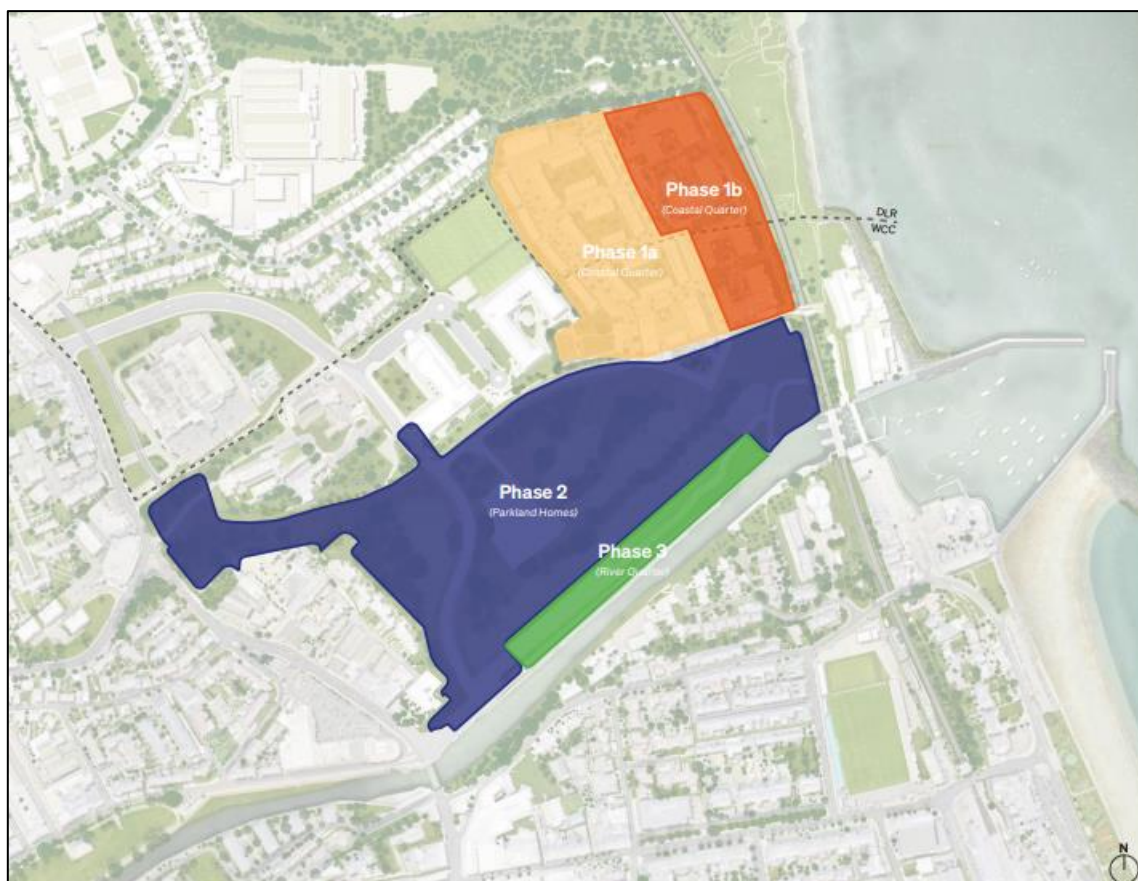 Phase 1b
(Coastal Quarter)
DLR
WCC
Phase 1a
(Coastal Quarter)
Phase 2
(Parkland Homes)
Phase 3
(River Quarter)
N